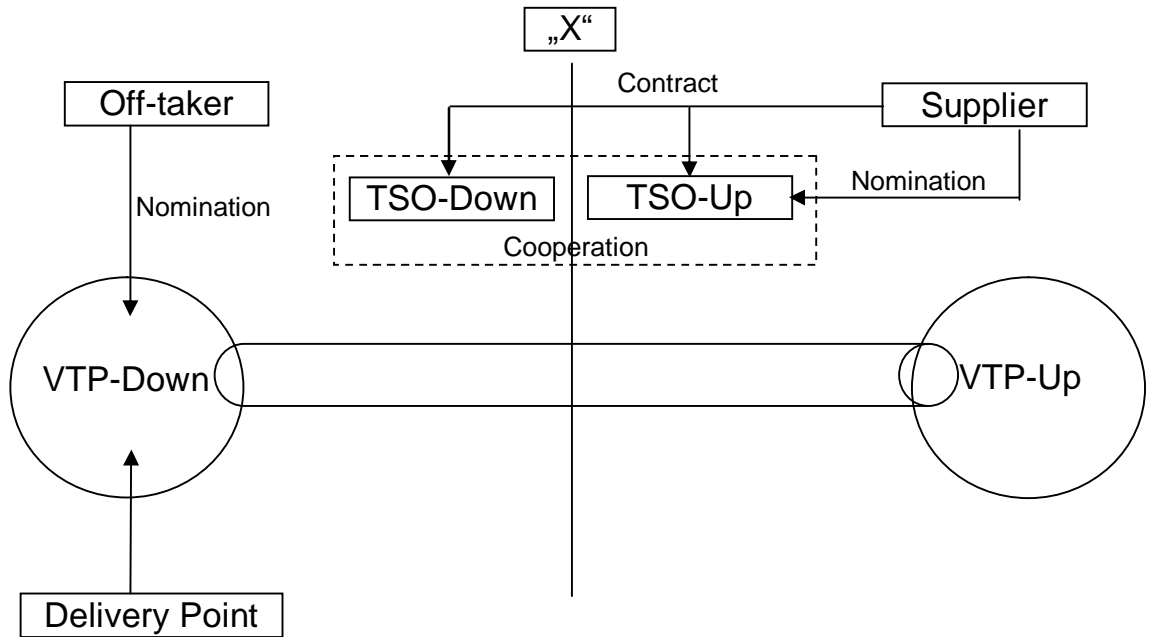 „X“
Contract
Off-taker
Supplier
TSO-Down
TSO-Up
Nomination
Nomination
Cooperation
VTP-Down
VTP-Up
Delivery Point